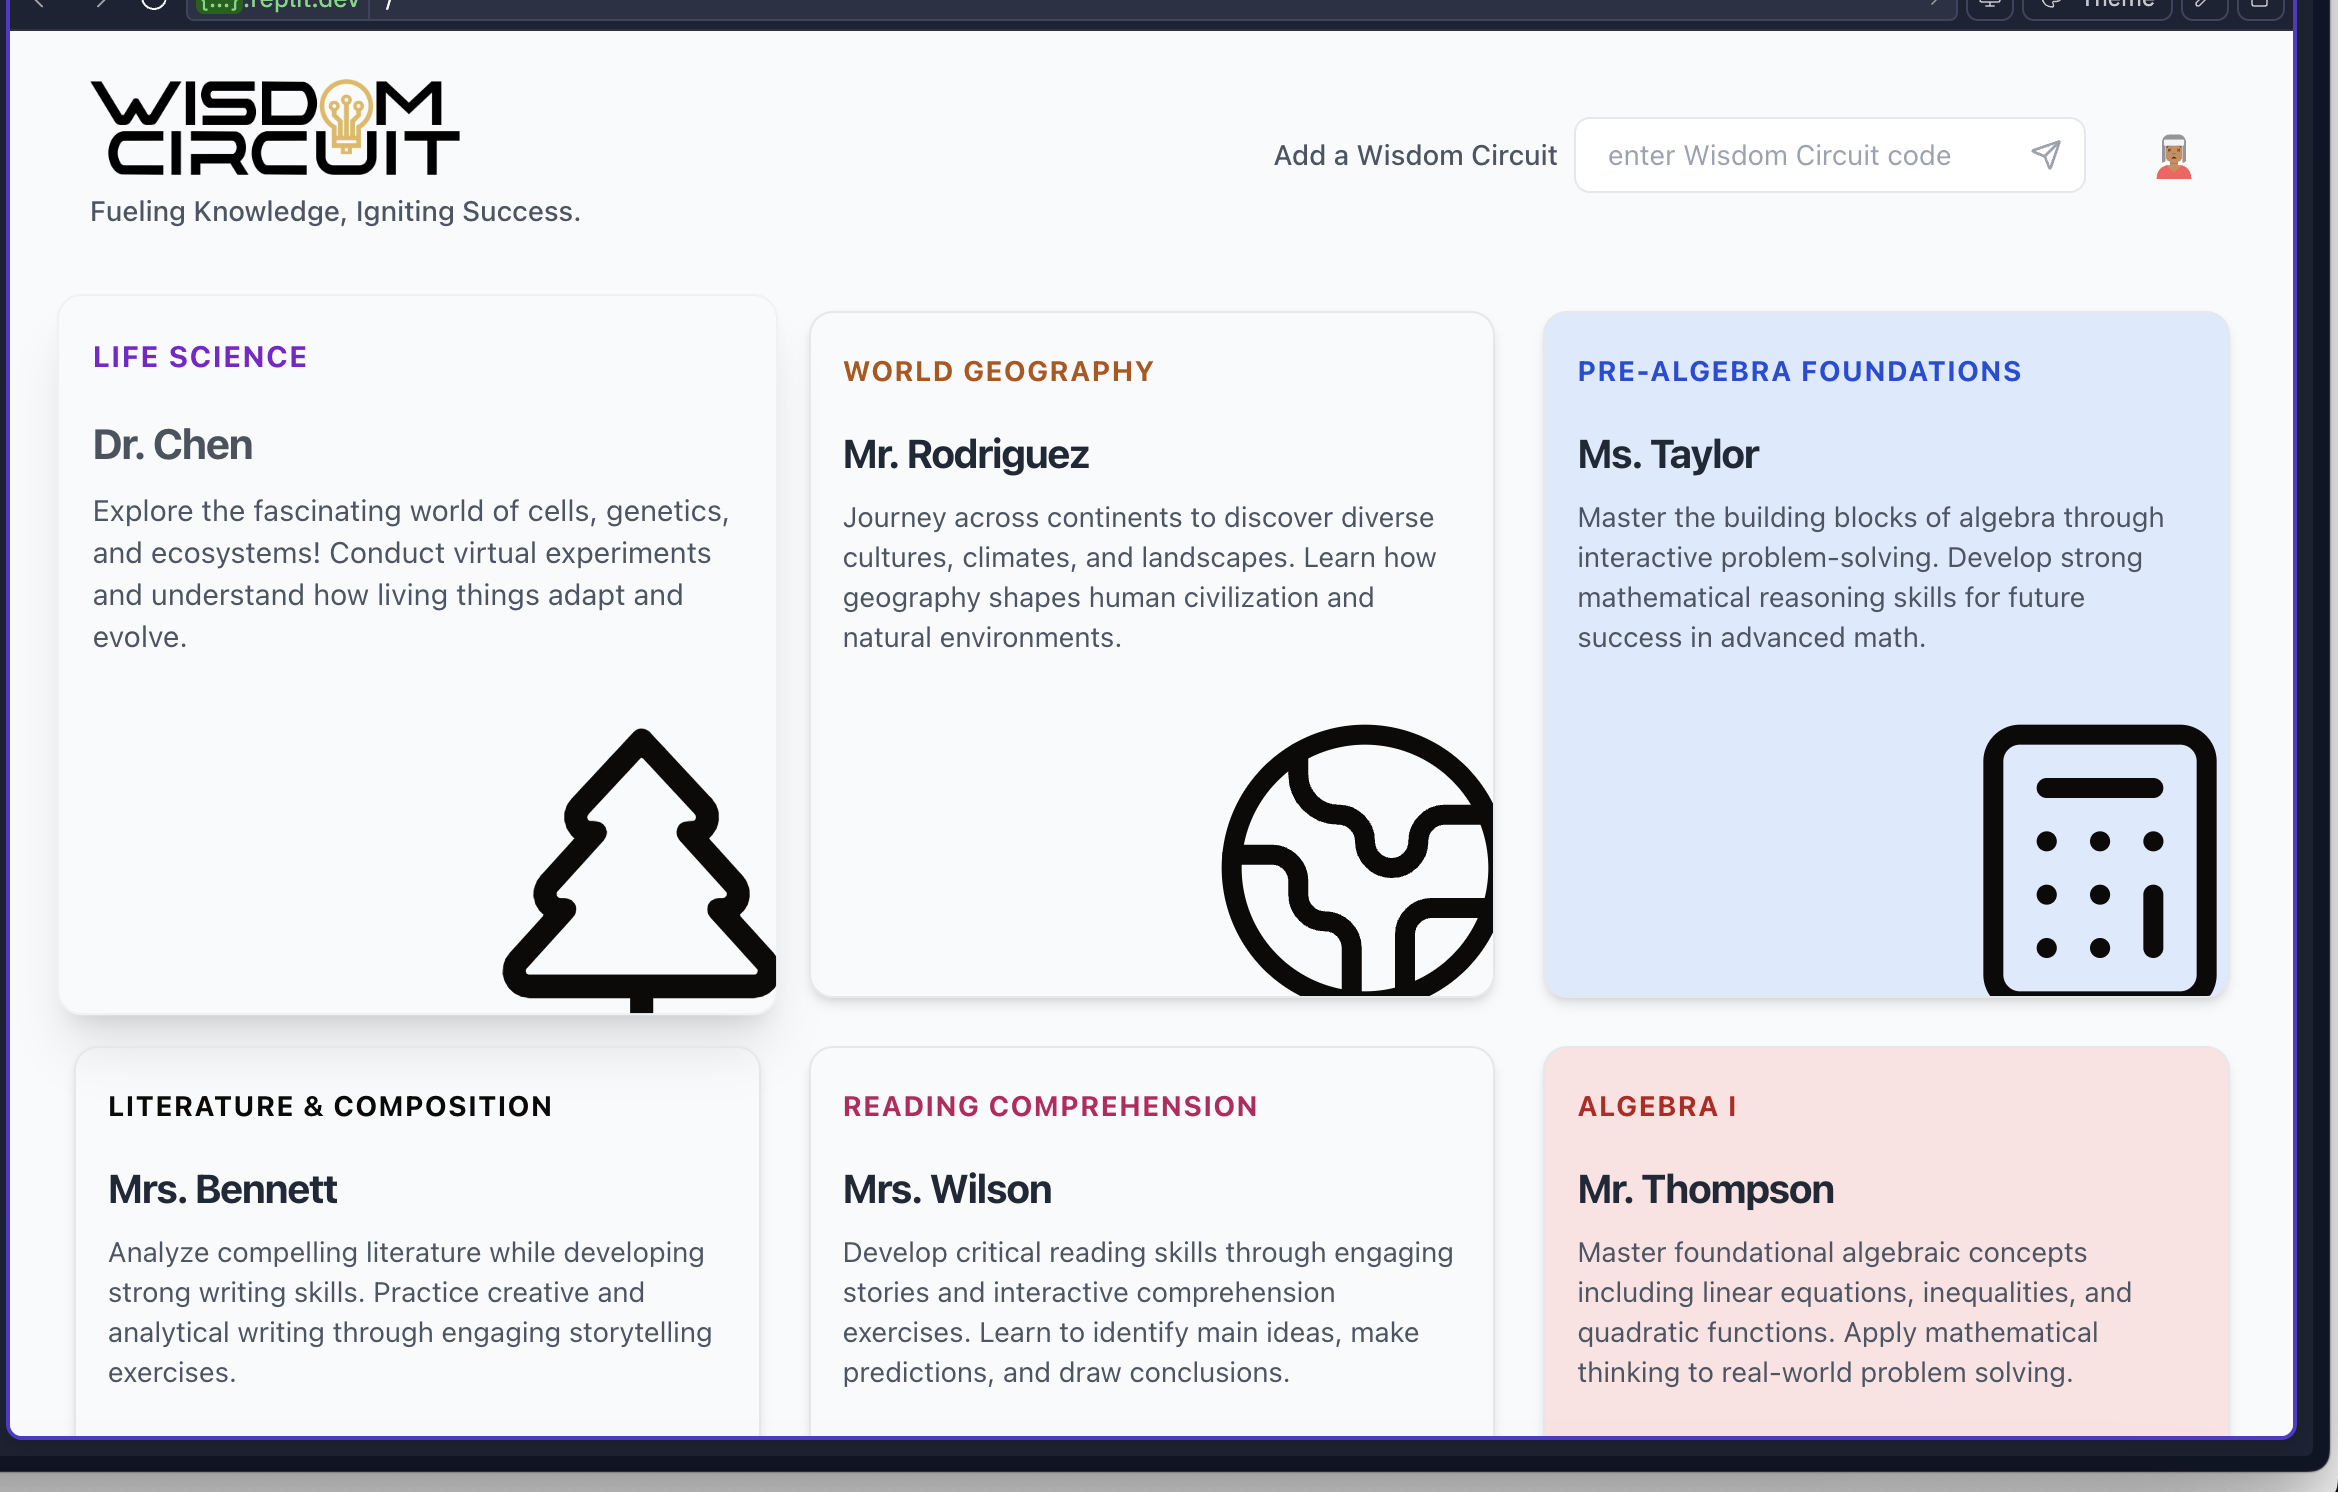 {...}.replit.dev /
Theme
WISDOM
CIRCUIT
Fueling Knowledge, Igniting Success.
Add a Wisdom Circuit
enter Wisdom Circuit code
LIFE SCIENCE
Dr. Chen
Explore the fascinating world of cells, genetics,
and ecosystems! Conduct virtual experiments
and understand how living things adapt and
evolve.
WORLD GEOGRAPHY
Mr. Rodriguez
Journey across continents to discover diverse
cultures, climates, and landscapes. Learn how
geography shapes human civilization and
natural environments.
PRE-ALGEBRA FOUNDATIONS
Ms. Taylor
Master the building blocks of algebra through
interactive problem-solving. Develop strong
mathematical reasoning skills for future
success in advanced math.
LITERATURE & COMPOSITION
Mrs. Bennett
Analyze compelling literature while developing
strong writing skills. Practice creative and
analytical writing through engaging storytelling
exercises.
READING COMPREHENSION
Mrs. Wilson
Develop critical reading skills through engaging
stories and interactive comprehension
exercises. Learn to identify main ideas, make
predictions, and draw conclusions.
ALGEBRA I
Mr. Thompson
Master foundational algebraic concepts
including linear equations, inequalities, and
quadratic functions. Apply mathematical
thinking to real-world problem solving.